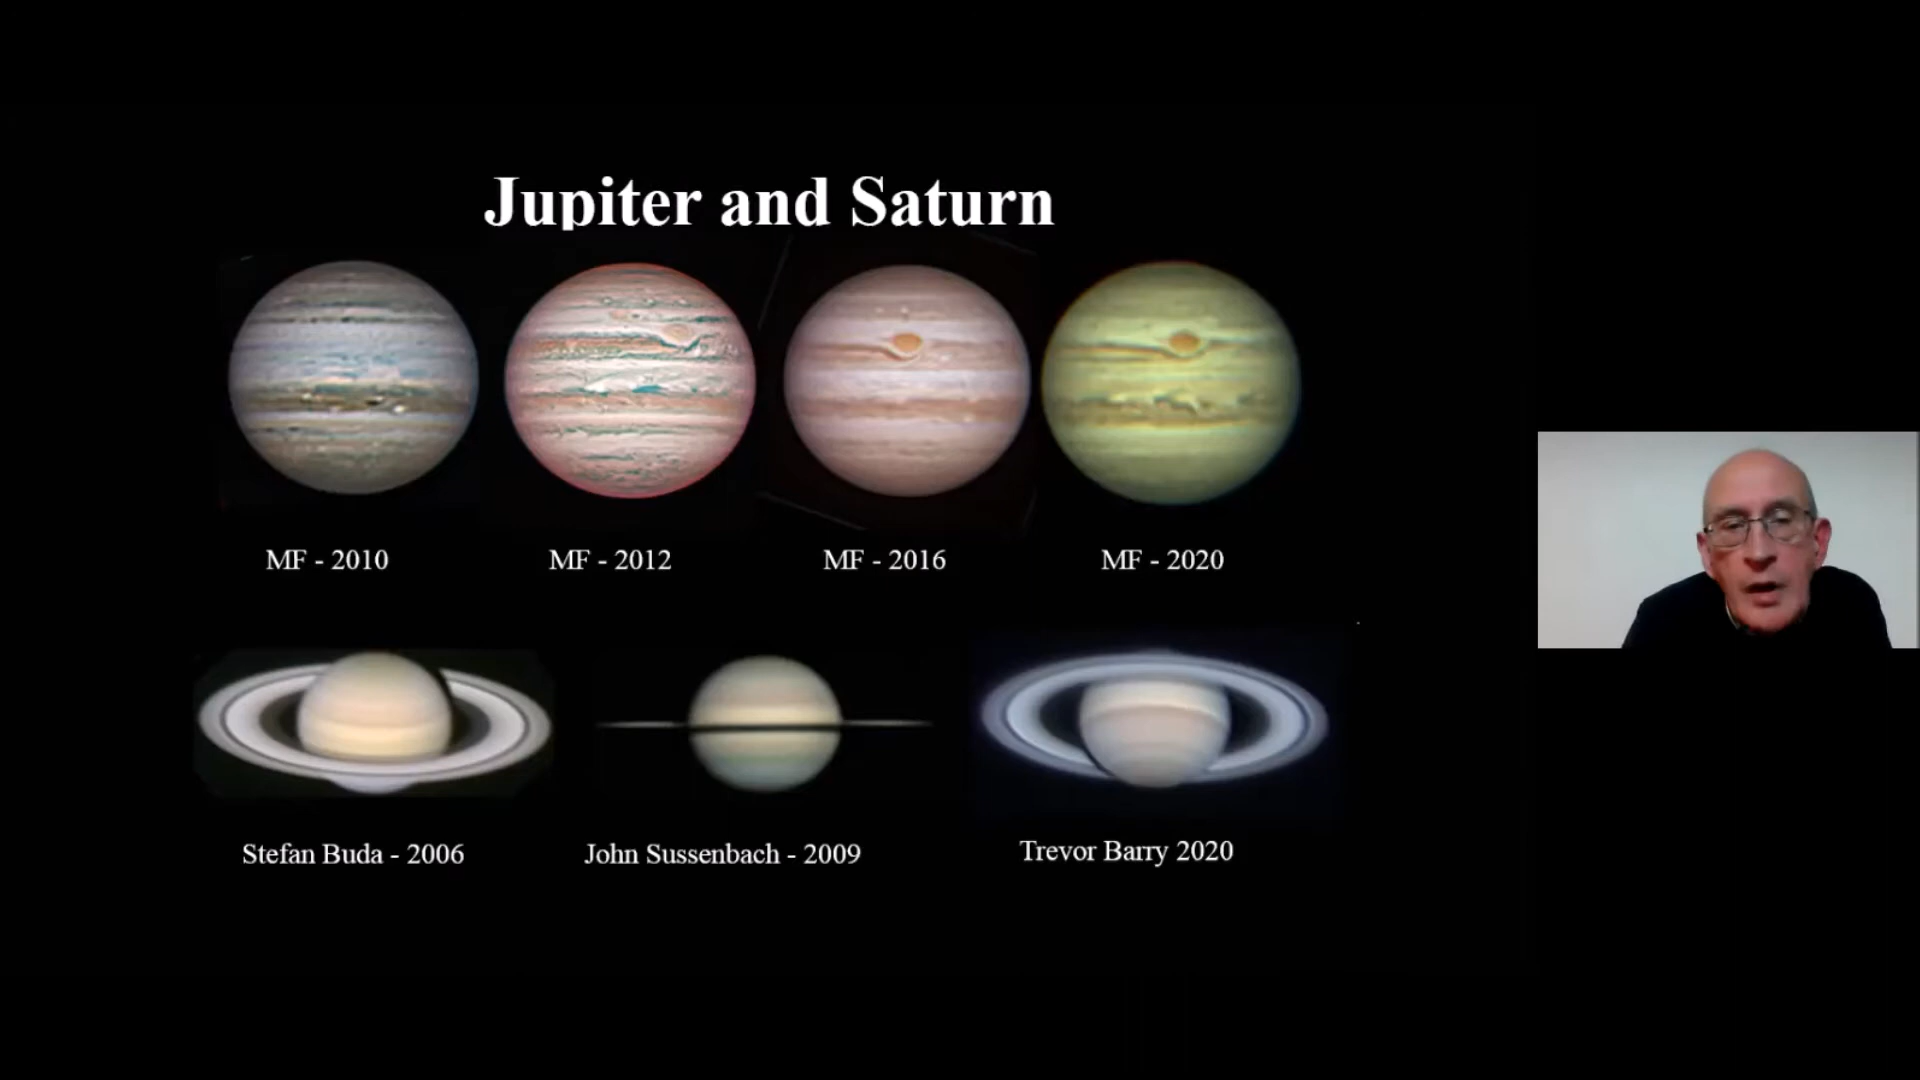 Jupiter and Saturn
MF - 2010
MF - 2012
MF - 2016
MF - 2020
Stefan Buda - 2006
John Sussenbach - 2009
Trevor Barry 2020